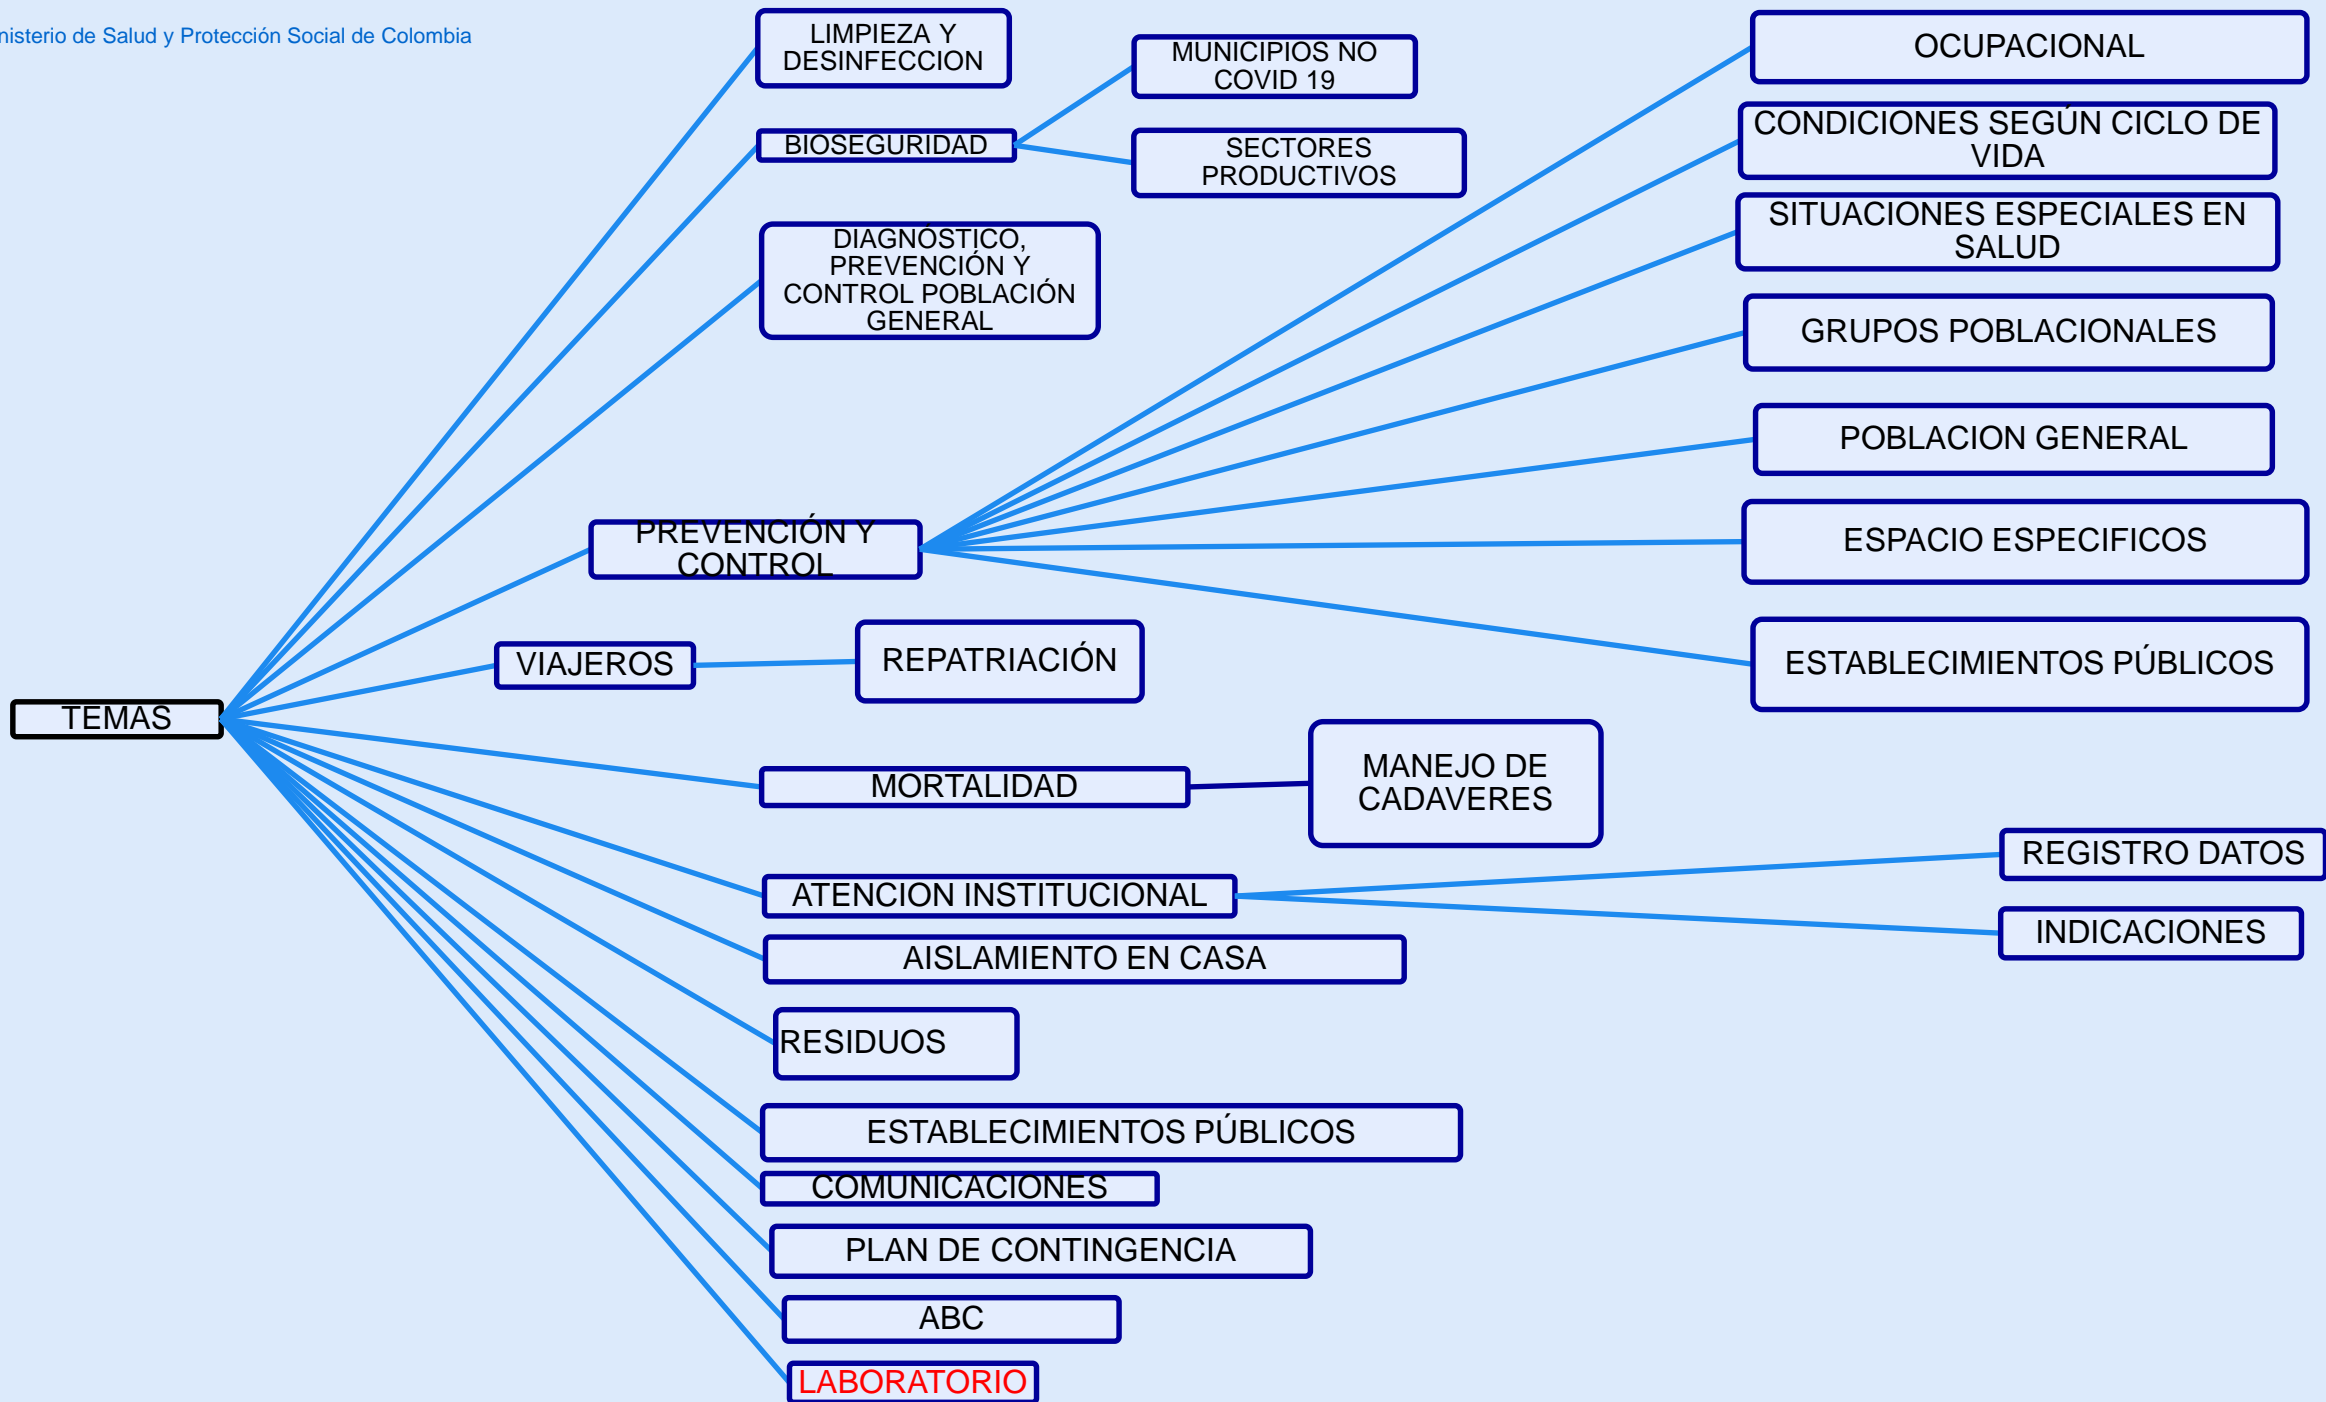 nisterio de Salud y Protección Social de Colombia
LIMPIEZA Y
DESINFECCION
MUNICIPIOS NO
COVID 19
OCUPACIONAL
BIOSEGURIDAD
SECTORES
PRODUCTIVOS
CONDICIONES SEGÚN CICLO DE
VIDA
DIAGNÓSTICO,
PREVENCIÓN Y
CONTROL POBLACIÓN
GENERAL
SITUACIONES ESPECIALES EN
SALUD
GRUPOS POBLACIONALES
POBLACION GENERAL
PREVENCIÓN Y
CONTROL
ESPACIO ESPECIFICOS
VIAJEROS
REPATRIACIÓN
ESTABLECIMIENTOS PÚBLICOS
TEMAS
MORTALIDAD
MANEJO DE
CADAVERES
ATENCION INSTITUCIONAL
REGISTRO DATOS
INDICACIONES
AISLAMIENTO EN CASA
RESIDUOS
ESTABLECIMIENTOS PÚBLICOS
COMUNICACIONES
PLAN DE CONTINGENCIA
ABC
LABORATORIO